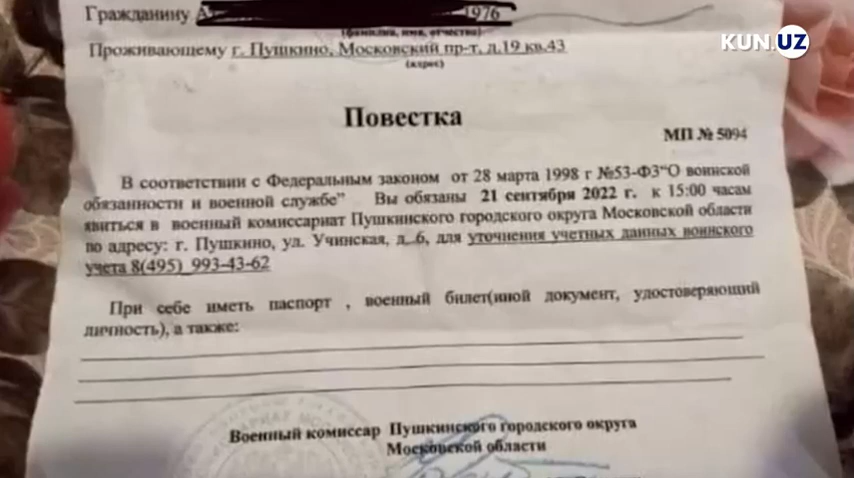 Гражданину А 1976
KUN.UZ
(фамилия, имя, отчество)
Проживающему г. Пушкино, Московский пр-т, д.19 кв.43
(адрес)
Повестка
МП № 5094
В соответствии с Федеральным законом от 28 марта 1998 г №53-ФЗ“О воинской
обязанности и военной службе” Вы обязаны 21 сентября 2022 г. к 15:00 часам
явиться в военный комиссариат Пушкинского городского округа Московской области
по адресу: г. Пушкино, ул. Учинская, д. 6, для уточнения учетных данных воинского
учета 8(495) 993-43-62
При себе иметь паспорт , военный билет(иной документ, удостоверяющий
личность), а также:
Военный комиссар Пушкинского городского округа
Московской области